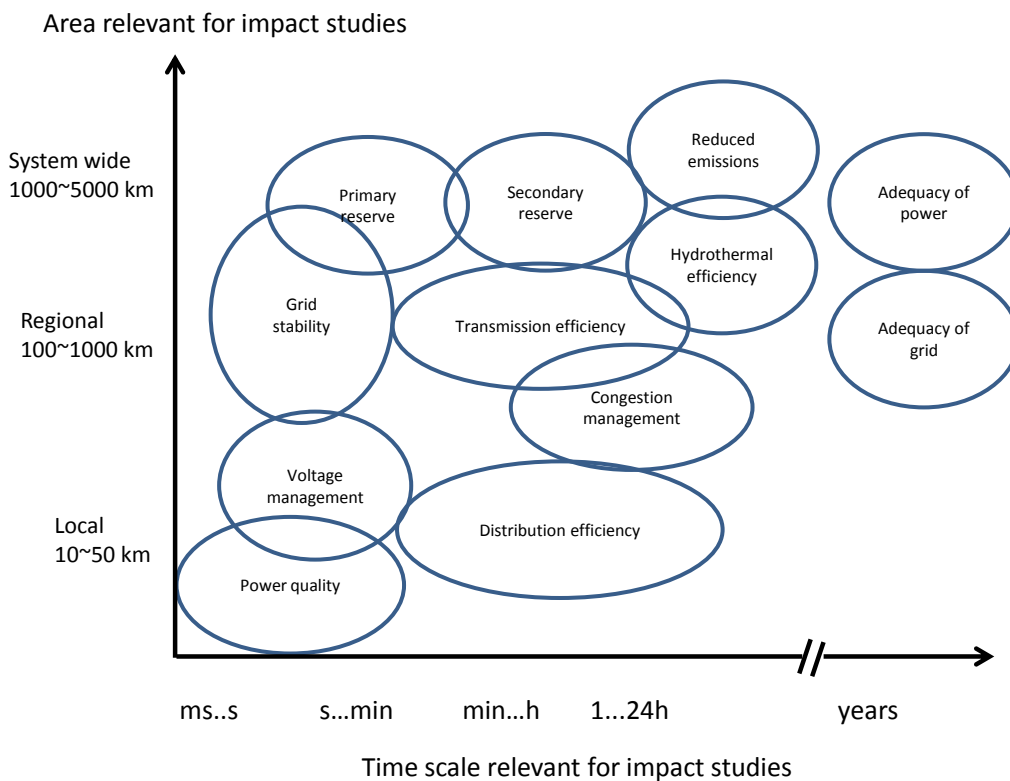 Area relevant for impact studies
System wide
1000~5000 km
Regional
100~1000 km
Local
10~50 km
Reduced
emissions
Primary
reserve
Secondary
reserve
Adequacy of
power
Hydrothermal
efficiency
Grid
stability
Transmission efficiency
Adequacy of
grid
Congestion
management
Voltage
management
Distribution efficiency
Power quality
ms..s
s...min
min...h
1...24h
years
Time scale relevant for impact studies